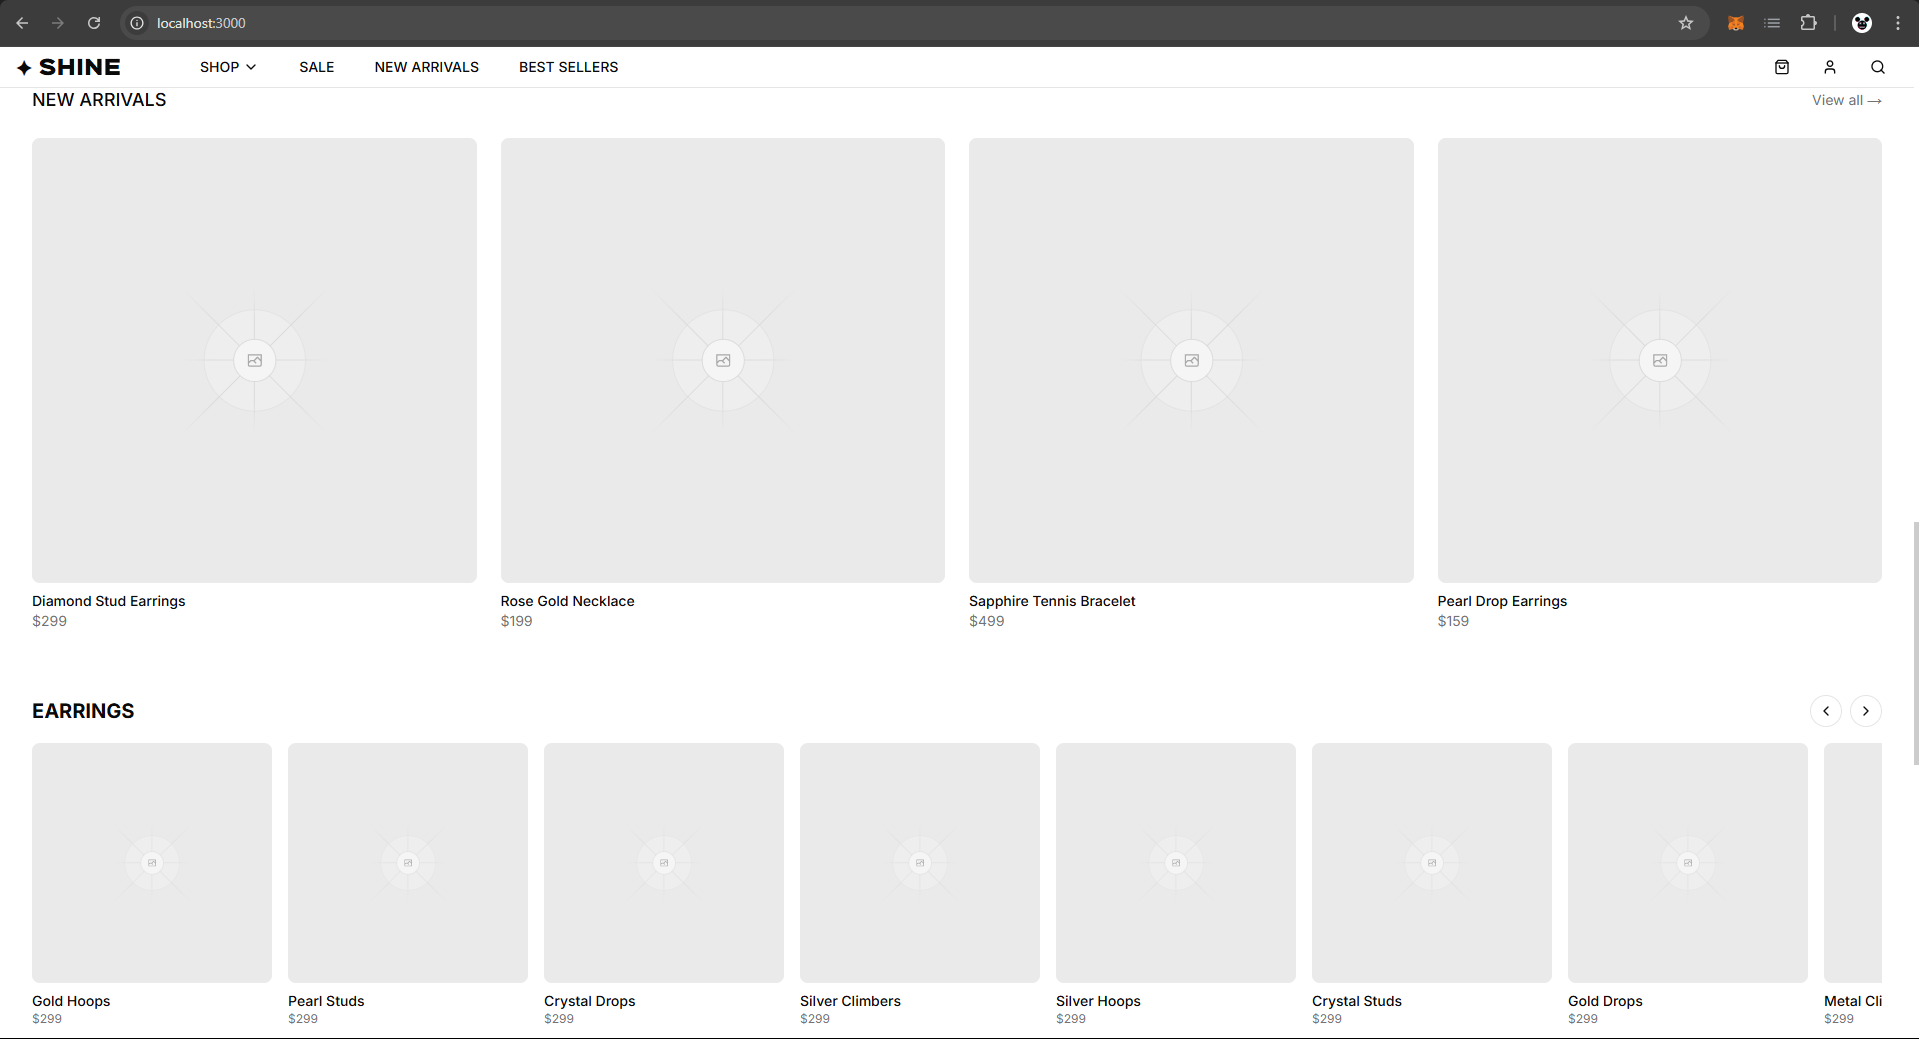 localhost:3000
SHINE
SHOP
SALE
NEW ARRIVALS
BEST SELLERS
NEW ARRIVALS
View all →
Diamond Stud Earrings
$299
Rose Gold Necklace
$199
Sapphire Tennis Bracelet
$499
Pearl Drop Earrings
$159
EARRINGS
Gold Hoops
$299
Pearl Studs
$299
Crystal Drops
$299
Silver Climbers
$299
Silver Hoops
$299
Crystal Studs
$299
Gold Drops
$299
Metal Cli
$299